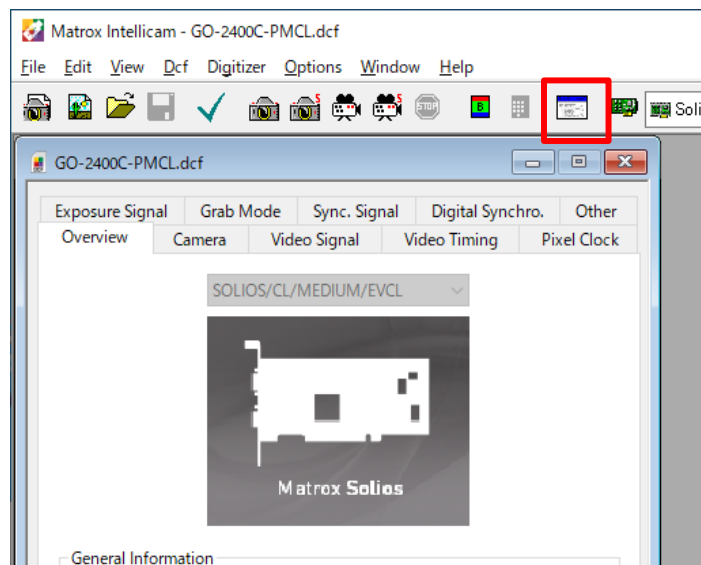 Matrox Intellicam - GO-2400C-PMCL.dcf
File Edit View Dcf Digitizer Options Window Help
S S STOP B Soli
GO-2400C-PMCL.dcf
Exposure Signal Grab Mode Sync. Signal Digital Synchro. Other
Overview Camera Video Signal Video Timing Pixel Clock
SOLIOS/CL/MEDIUM/EVCL
Matrox Solios
General Information